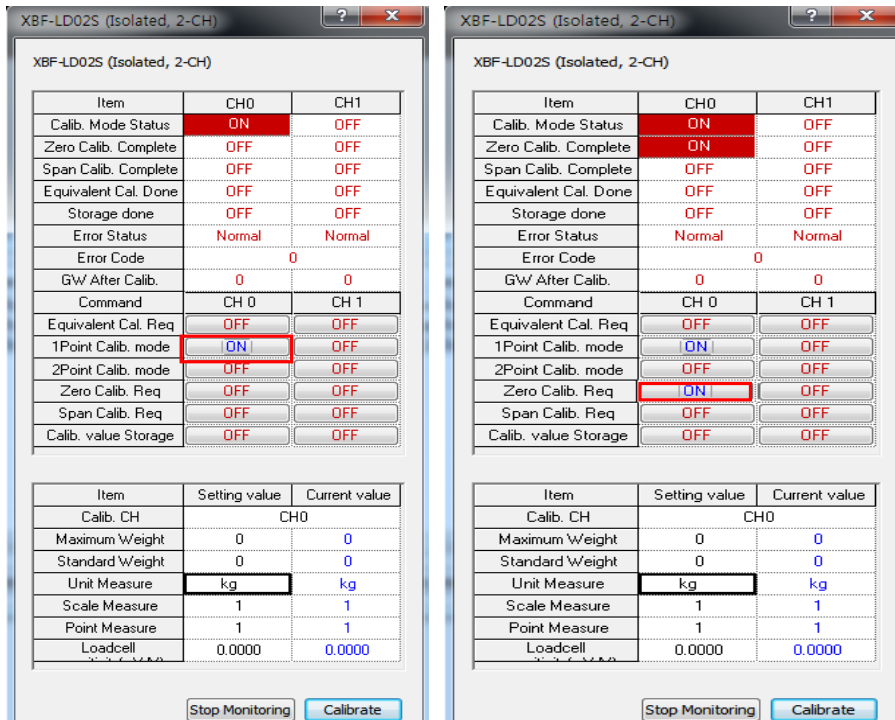 XBF-LD02S (Isolated, 2-CH)
?
x
XBF-LD02S (Isolated, 2-CH)
Item CH0 CH1
Calib. Mode Status ON OFF
Zero Calib. Complete OFF OFF
Span Calib. Complete OFF OFF
Equivalent Cal. Done OFF OFF
Storage done OFF OFF
Error Status Normal Normal
Error Code 0
GW After Calib. 0 0
Command CH 0 CH 1
Equivalent Cal. Req OFF OFF
1Point Calib. mode ON OFF
2Point Calib. mode OFF OFF
Zero Calib. Req OFF OFF
Span Calib. Req OFF OFF
Calib. value Storage OFF OFF
Item Setting value Current value
Calib. CH CH0
Maximum Weight 0 0
Standard Weight 0 0
Unit Measure kg kg
Scale Measure 1 1
Point Measure 1 1
Loadcell 0.0000 0.0000
Stop Monitoring Calibrate
XBF-LD02S (Isolated, 2-CH)
?
x
XBF-LD02S (Isolated, 2-CH)
Item CH0 CH1
Calib. Mode Status ON OFF
Zero Calib. Complete ON OFF
Span Calib. Complete OFF OFF
Equivalent Cal. Done OFF OFF
Storage done OFF OFF
Error Status Normal Normal
Error Code 0
GW After Calib. 0 0
Command CH 0 CH 1
Equivalent Cal. Req OFF OFF
1Point Calib. mode ON OFF
2Point Calib. mode OFF OFF
Zero Calib. Req ON OFF
Span Calib. Req OFF OFF
Calib. value Storage OFF OFF
Item Setting value Current value
Calib. CH CH0
Maximum Weight 0 0
Standard Weight 0 0
Unit Measure kg kg
Scale Measure 1 1
Point Measure 1 1
Loadcell 0.0000 0.0000
Stop Monitoring Calibrate